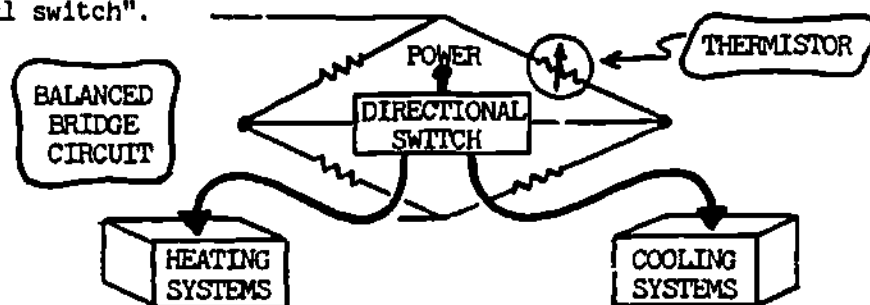 l switch".
POWER
THERMISTOR
BALANCED
BRIDGE
CIRCUIT
DIRECTIONAL
SWITCH
HEATING
SYSTEMS
COOLING
SYSTEMS